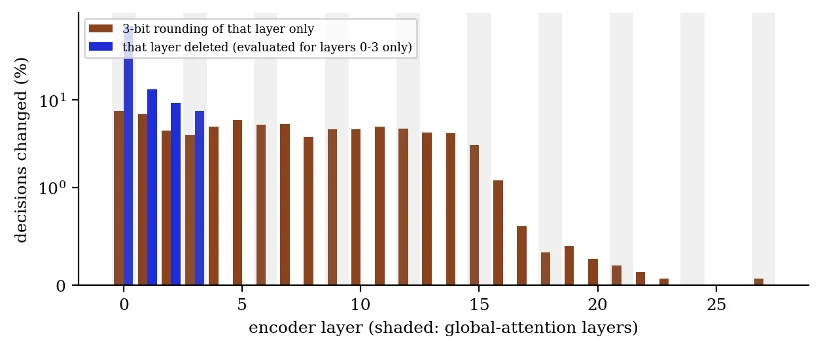 3-bit rounding of that layer only
that layer deleted (evaluated for layers 0-3 only)
decisions changed (%)
10¹
10⁰
0
0 5 10 15 20 25
encoder layer (shaded: global-attention layers)